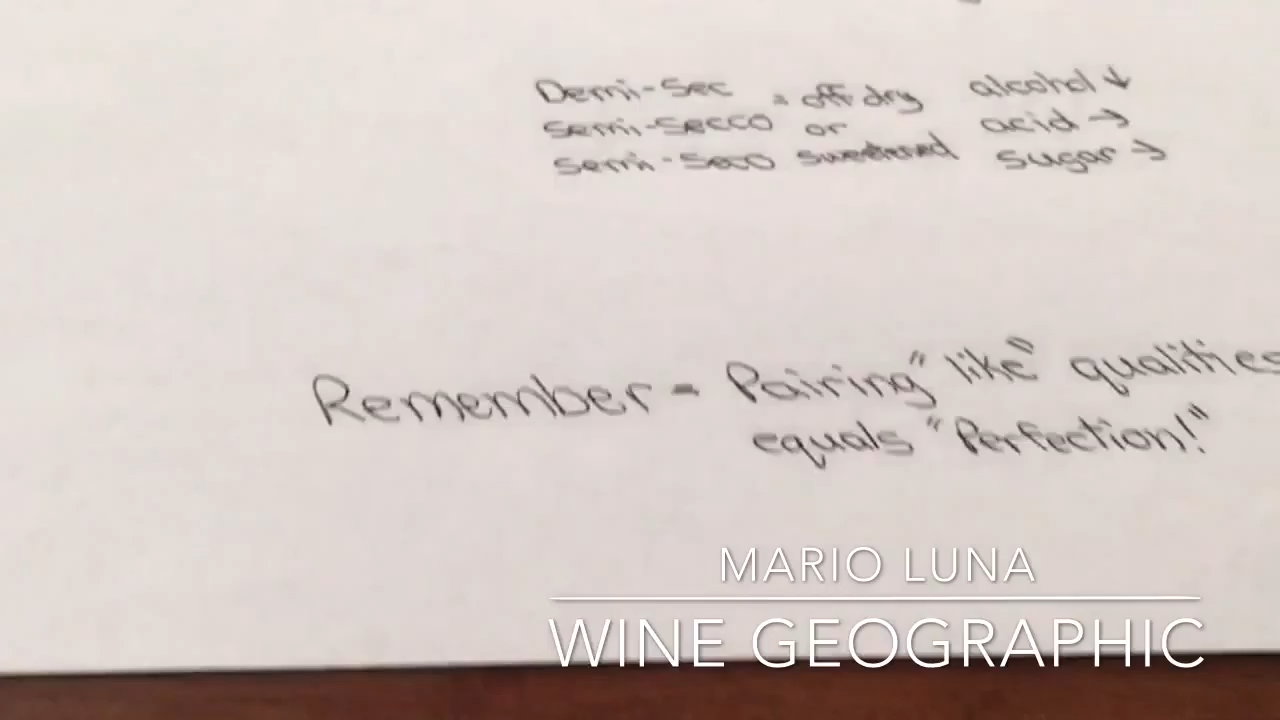 Demi-Sec = off-dry alcohol ↓
Semi-Secco or acid →
Semi-Seco sweetened sugar →
Remember = Pairing "like" qualities
equals "Perfection!"
MARIO LUNA
WINE GEOGRAPHIC